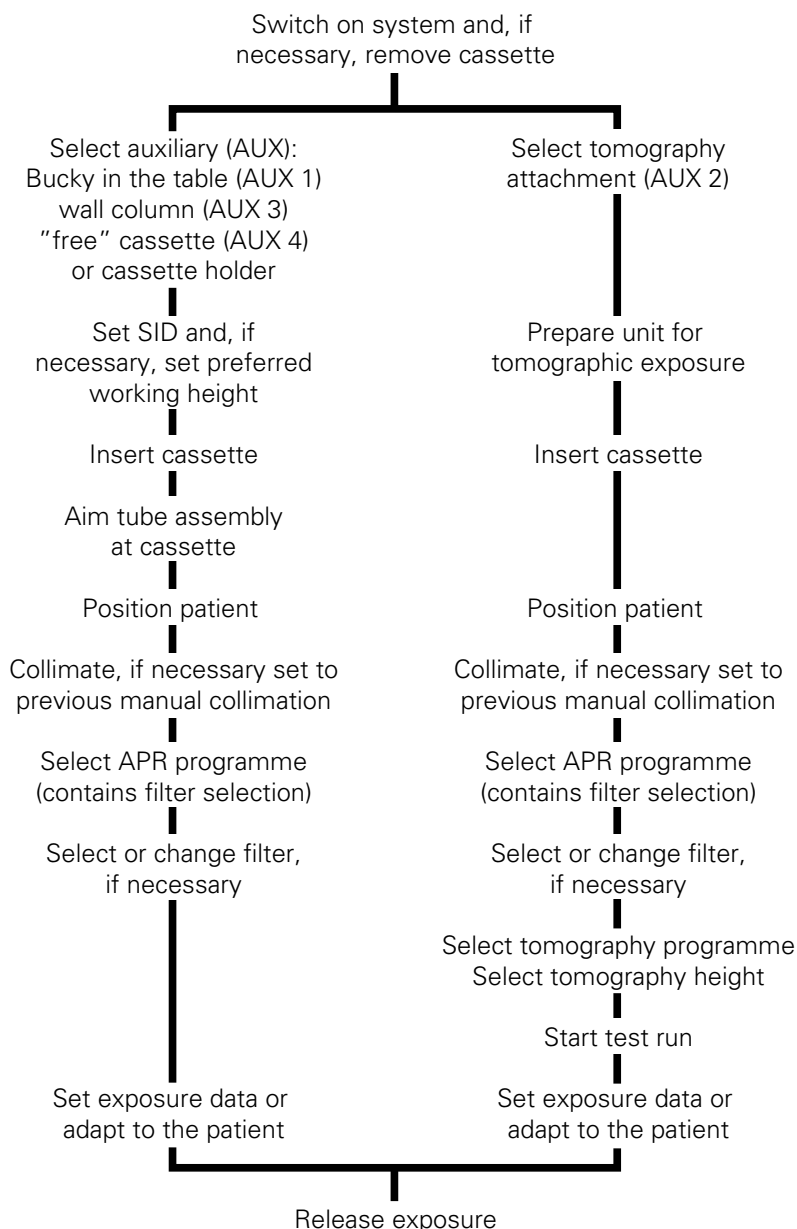 Switch on system and, if
necessary, remove cassette
Select auxiliary (AUX):
Bucky in the table (AUX 1)
wall column (AUX 3)
"free" cassette (AUX 4)
or cassette holder
Set SID and, if
necessary, set preferred
working height
Insert cassette
Aim tube assembly
at cassette
Position patient
Collimate, if necessary set to
previous manual collimation
Select APR programme
(contains filter selection)
Select or change filter,
if necessary
Set exposure data or
adapt to the patient
Select tomography
attachment (AUX 2)
Prepare unit for
tomographic exposure
Insert cassette
Position patient
Collimate, if necessary set to
previous manual collimation
Select APR programme
(contains filter selection)
Select or change filter,
if necessary
Select tomography programme
Select tomography height
Start test run
Set exposure data or
adapt to the patient
Release exposure